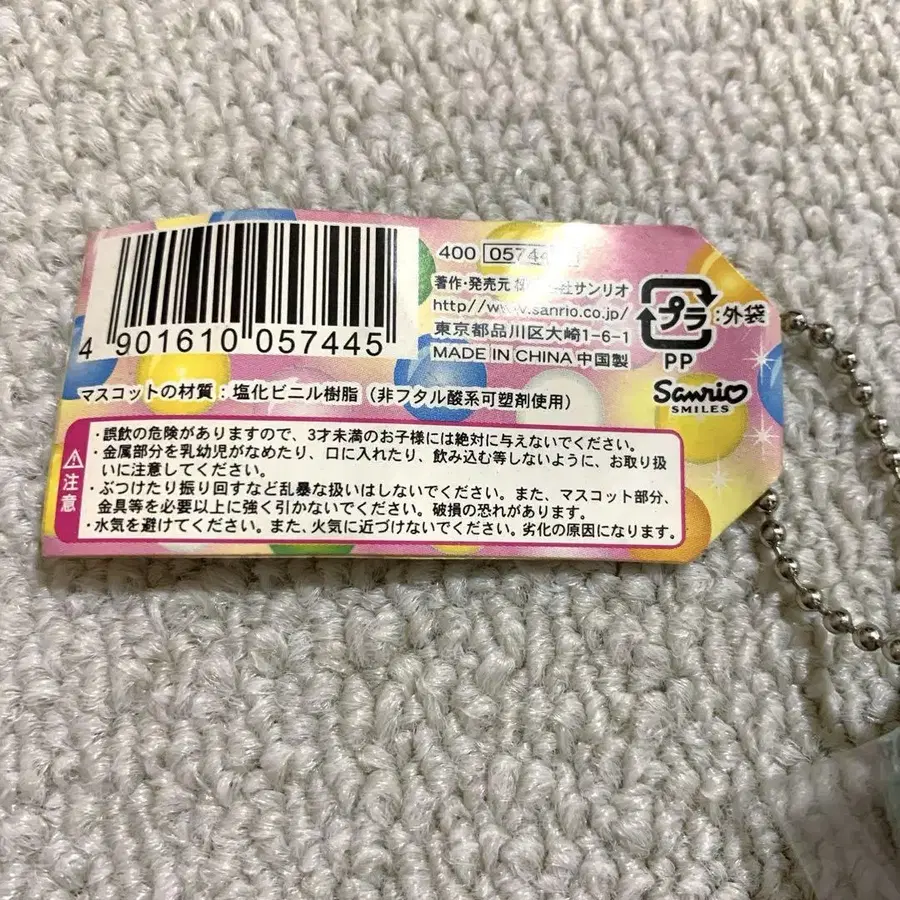 4 901610 057445
400
著作・発売元 社サンリオ
http//www.sanrio.co.jp/
東京都品川区大崎1-6-1
MADE IN CHINA 中国製
プラ :外袋
PP
Sanrio
SMILES
マスコットの材質:塩化ビニル樹脂(非フタル酸系可塑剤使用)
注意
・誤飲の危険がありますので、3才未満のお子様には絶対に与えないでください。
・金属部分を乳幼児がなめたり、口に入れたり、飲み込む等しないように、お取り扱
いに注意してください。
・ぶつけたり振り回すなど乱暴な扱いはしないでください。また、マスコット部分、
金具等を必要以上に強く引かないでください。破損の恐れがあります。
・水気を避けてください。また、火気に近づけないでください。劣化の原因になります。